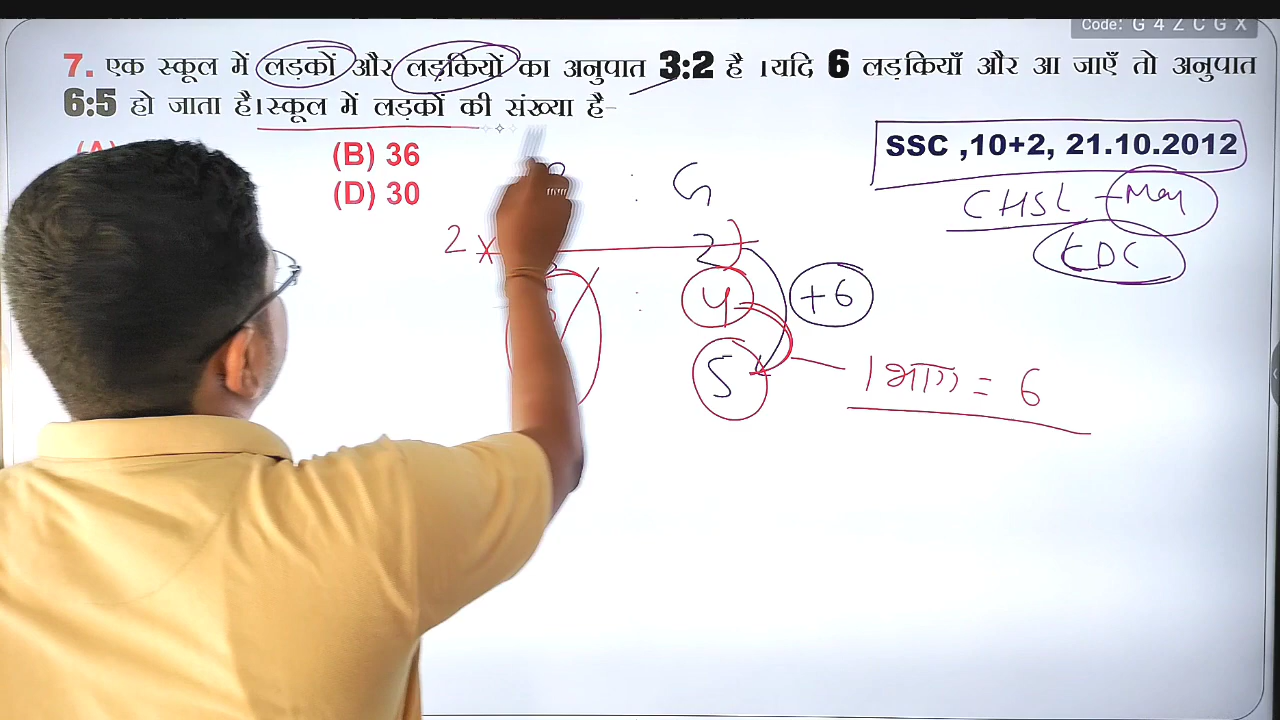 Code: G 4 Z C G X
7. एक स्कूल में लड़कों और लड़कियों का अनुपात 3:2 है ।यदि 6 लड़कियाँ और आ जाएँ तो अनुपात
6:5 हो जाता है।स्कूल में लड़कों की संख्या है-
SSC ,10+2, 21.10.2012
(A)
(B) 36
(D) 30
CHSL -
: G
2 ×
2
: 4
+6
5
1 भाग = 6